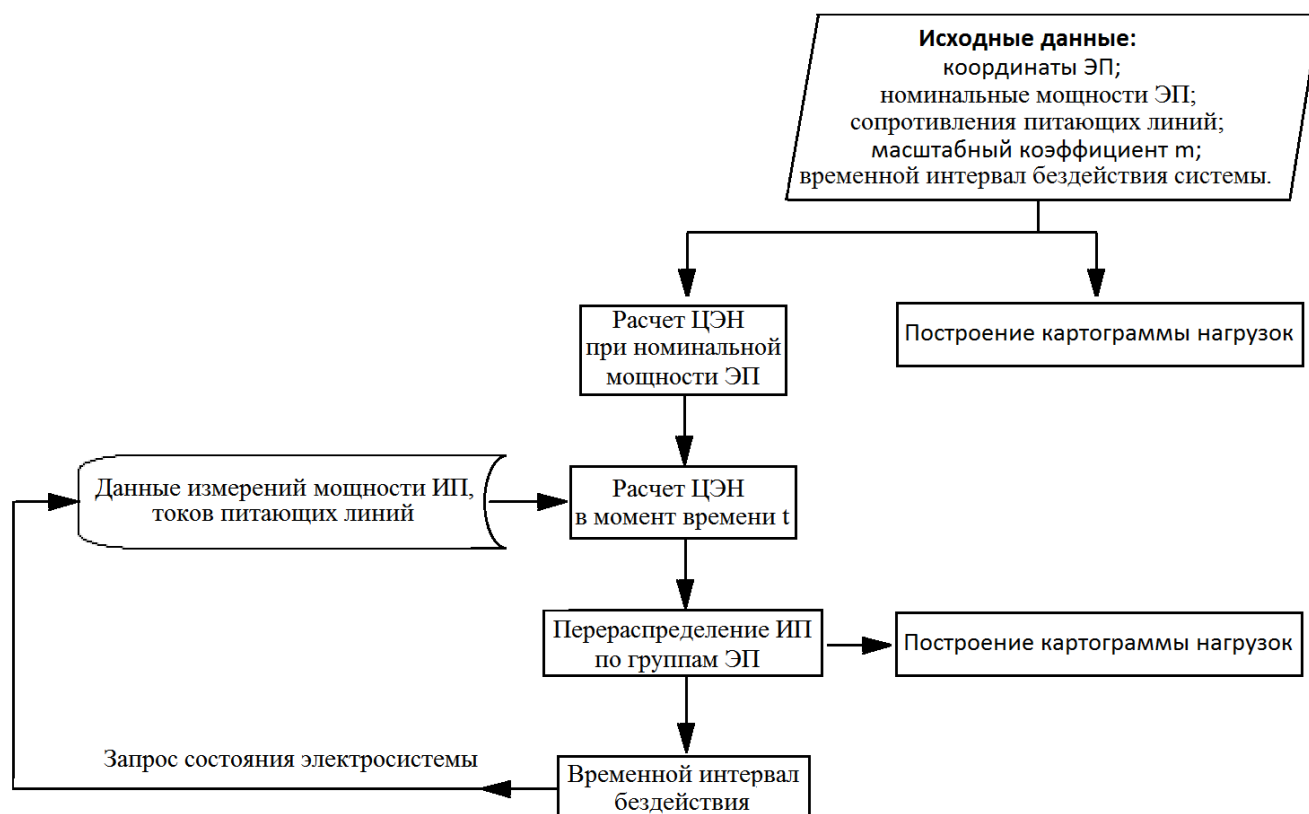 Исходные данные:
координаты ЭП;
номинальные мощности ЭП;
сопротивления питающих линий;
масштабный коэффициент m;
временной интервал бездействия системы.
Расчет ЦЭН
при номинальной
мощности ЭП
Построение картограммы нагрузок
Данные измерений мощности ИП,
токов питающих линий
Расчет ЦЭН
в момент времени t
Перераспределение ИП
по группам ЭП
Построение картограммы нагрузок
Запрос состояния электросистемы
Временной интервал
бездействия